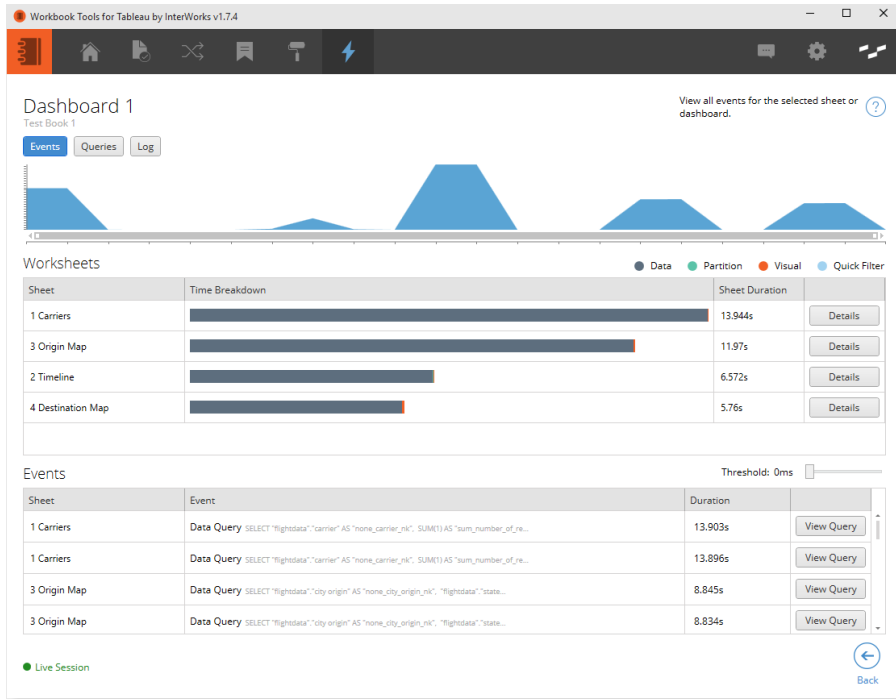 Workbook Tools for Tableau by InterWorks v1.7.4
Dashboard 1
Test Book 1
View all events for the selected sheet or
dashboard.
?
Events Queries Log
Worksheets
Data Partition Visual Quick Filter
Sheet Time Breakdown Sheet Duration
1 Carriers 13.944s Details
3 Origin Map 11.97s Details
2 Timeline 6.572s Details
4 Destination Map 5.76s Details
Events
Threshold: 0ms
Sheet Event Duration
1 Carriers Data Query SELECT "flightdata"."carrier" AS "none_carrier_nk", SUM(1) AS "sum_number_of_re... 13.903s View Query
1 Carriers Data Query SELECT "flightdata"."carrier" AS "none_carrier_nk", SUM(1) AS "sum_number_of_re... 13.896s View Query
3 Origin Map Data Query SELECT "flightdata"."city origin" AS "none_city_origin_nk", "flightdata"."state... 8.845s View Query
3 Origin Map Data Query SELECT "flightdata"."city origin" AS "none_city_origin_nk", "flightdata"."state... 8.834s View Query
Live Session
Back